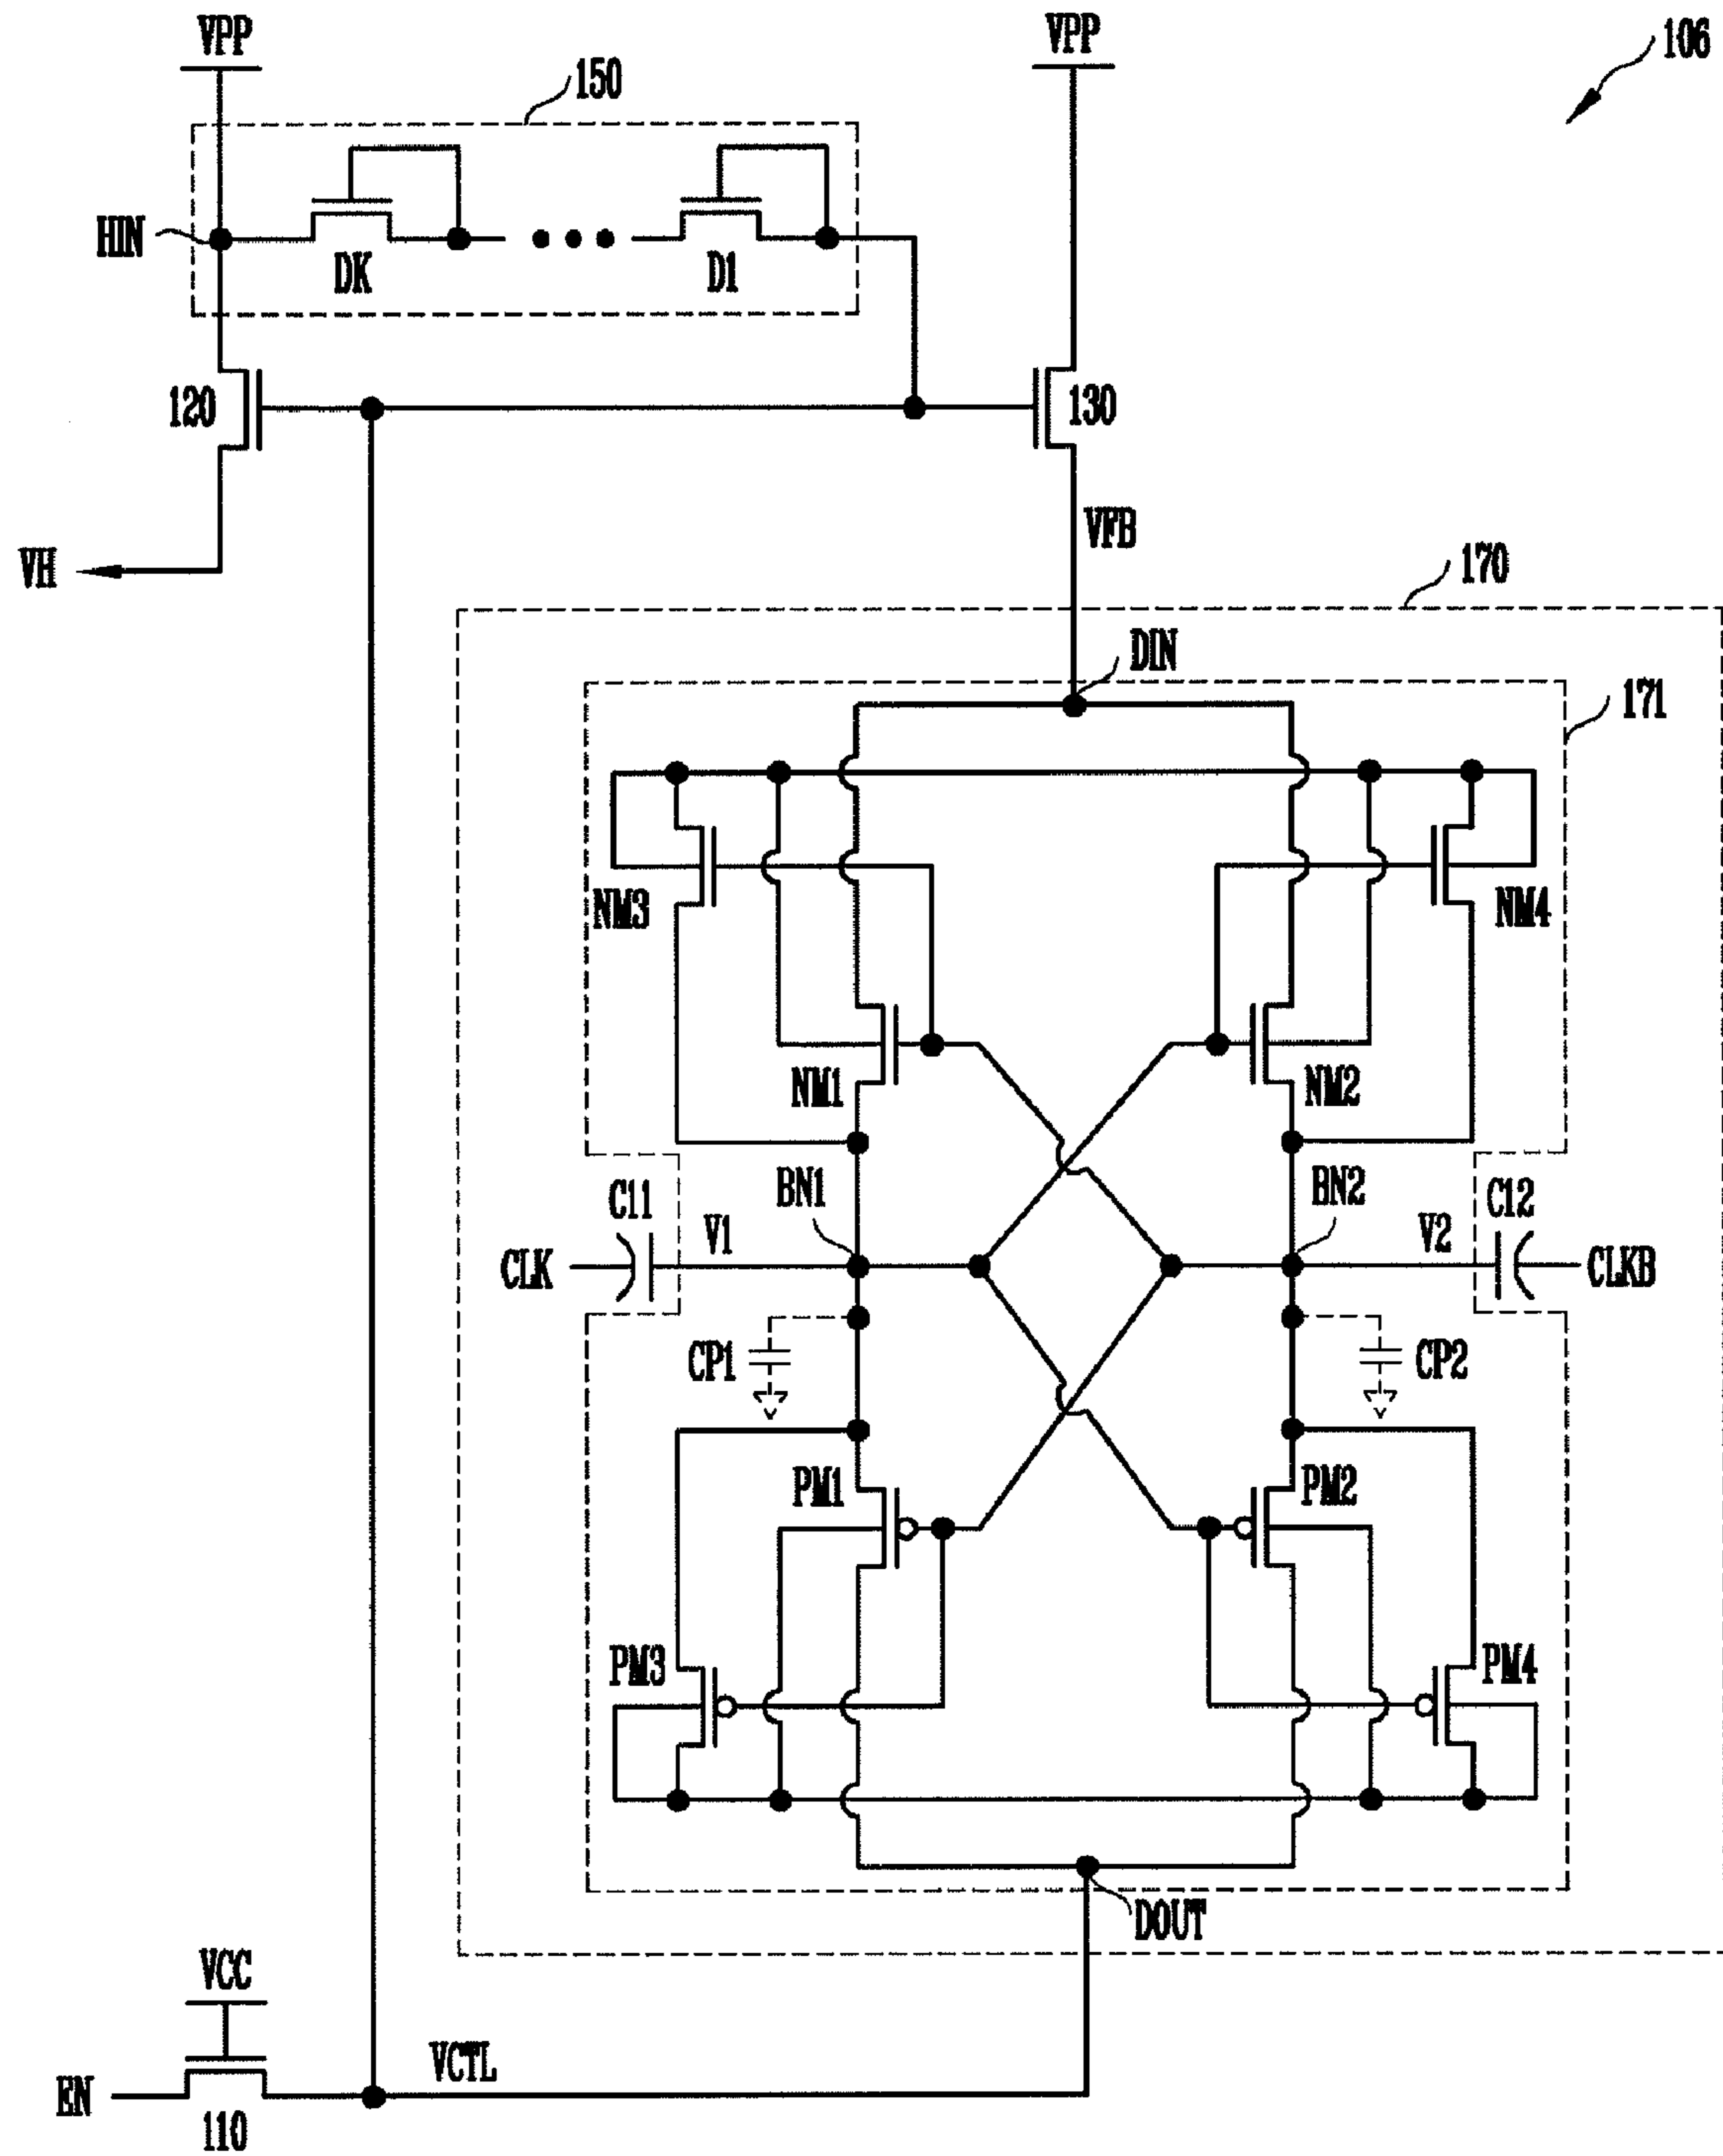 VPP
VPP
106
150
HIN
DK
D1
120
130
VFB
VH
170
DIN
171
NM3
NM4
NM1
NM2
C11
BN1
BN2
C12
V1
V2
CLK
CLKB
CP1
CP2
PM1
PM2
PM3
PM4
DOUT
VCC
VCTL
EN
110